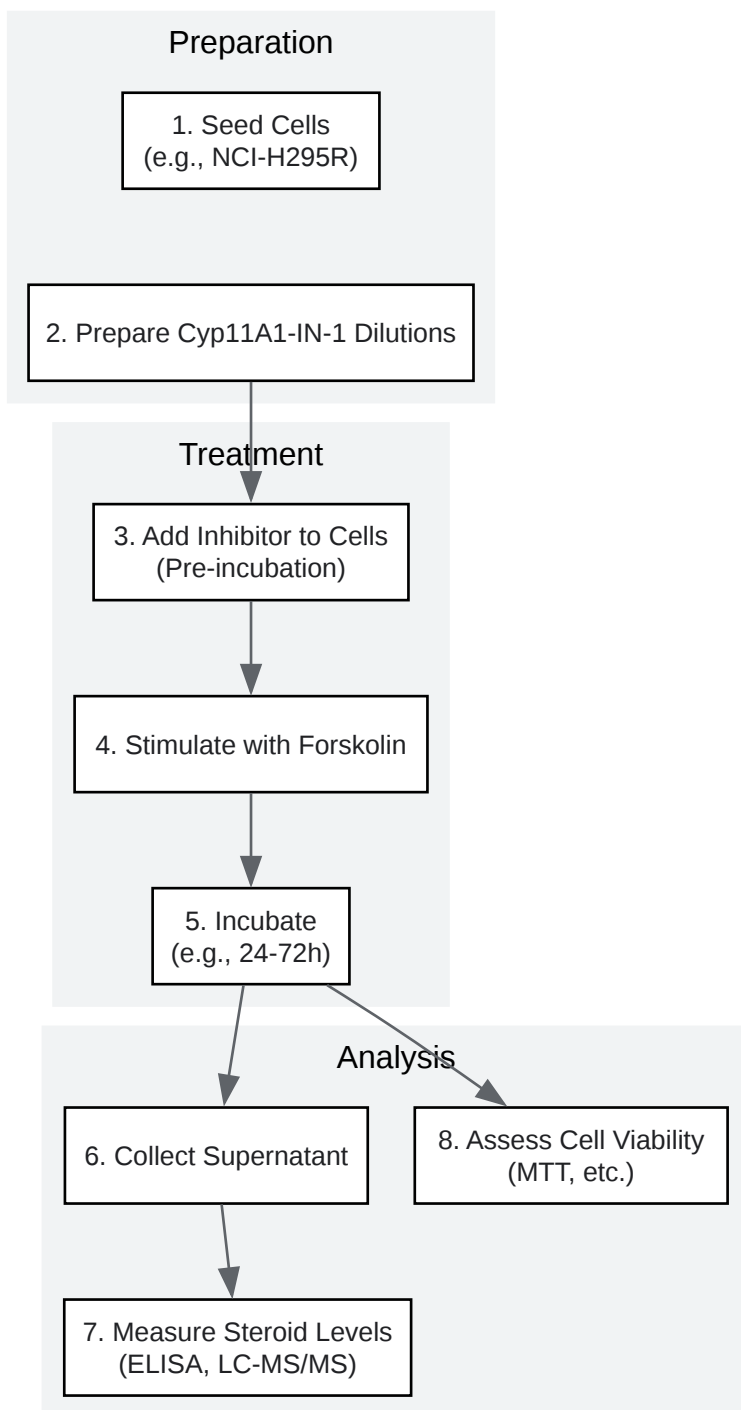 Preparation
1. Seed Cells
(e.g., NCI-H295R)
2. Prepare Cyp11A1-IN-1 Dilutions
Treatment
3. Add Inhibitor to Cells
(Pre-incubation)
4. Stimulate with Forskolin
5. Incubate
(e.g., 24-72h)
Analysis
6. Collect Supernatant
8. Assess Cell Viability
(MTT, etc.)
7. Measure Steroid Levels
(ELISA, LC-MS/MS)